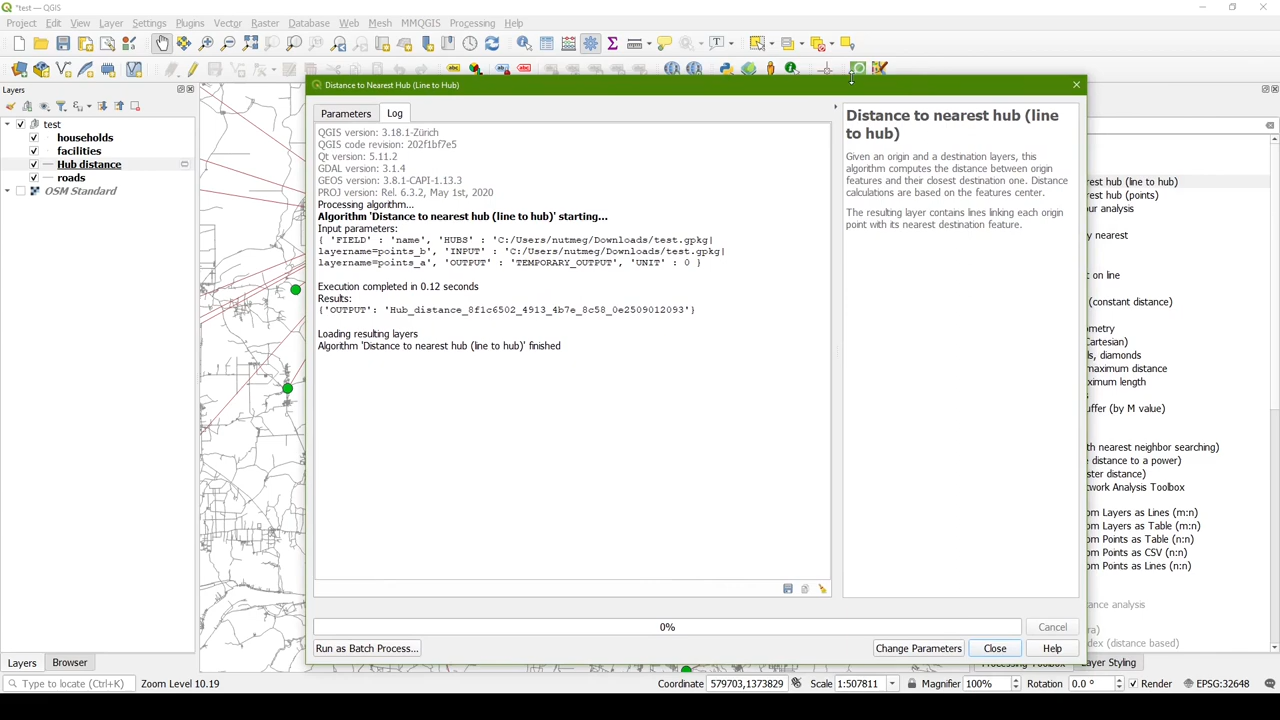 *test — QGIS
Project Edit View Layer Settings Plugins Vector Raster Database Web Mesh MMQGIS Processing Help
Layers
test
households
facilities
Hub distance
roads
OSM Standard
Distance to Nearest Hub (Line to Hub)
Parameters Log
QGIS version: 3.18.1-Zürich
QGIS code revision: 202f1bf7e5
Qt version: 5.11.2
GDAL version: 3.1.4
GEOS version: 3.8.1-CAPI-1.13.3
PROJ version: Rel. 6.3.2, May 1st, 2020
Processing algorithm...
Algorithm 'Distance to nearest hub (line to hub)' starting...
Input parameters:
{ 'FIELD' : 'name', 'HUBS' : 'C:/Users/nutmeg/Downloads/test.gpkg|
layername=points_b', 'INPUT' : 'C:/Users/nutmeg/Downloads/test.gpkg|
layername=points_a', 'OUTPUT' : 'TEMPORARY_OUTPUT', 'UNIT' : 0 }
Execution completed in 0.12 seconds
Results:
{'OUTPUT': 'Hub_distance_8f1c6502_4913_4b7e_8c58_0e2509012093'}
Loading resulting layers
Algorithm 'Distance to nearest hub (line to hub)' finished
Distance to nearest hub (line
to hub)
Given an origin and a destination layers, this
algorithm computes the distance between origin
features and their closest destination one. Distance
calculations are based on the features center.
The resulting layer contains lines linking each origin
point with its nearest destination feature.
0%
Cancel
Run as Batch Process...
Change Parameters Close Help
rest hub (line to hub)
rest hub (points)
ur analysis
y nearest
t on line
(constant distance)
ometry
Cartesian)
ls, diamonds
maximum distance
ximum length
uffer (by M value)
th nearest neighbor searching)
e distance to a power)
ster distance)
twork Analysis Toolbox
om Layers as Lines (m:n)
om Layers as Table (m:n)
om Points as Table (n:n)
om Points as CSV (n:n)
om Points as Lines (n:n)
ance analysis
ra)
ndex (distance based)
Processing Toolbox Layer Styling
Layers Browser
Type to locate (Ctrl+K) Zoom Level 10.19 Coordinate 579703,1373829 Scale 1:507811 Magnifier 100% Rotation 0.0 ° Render EPSG:32648